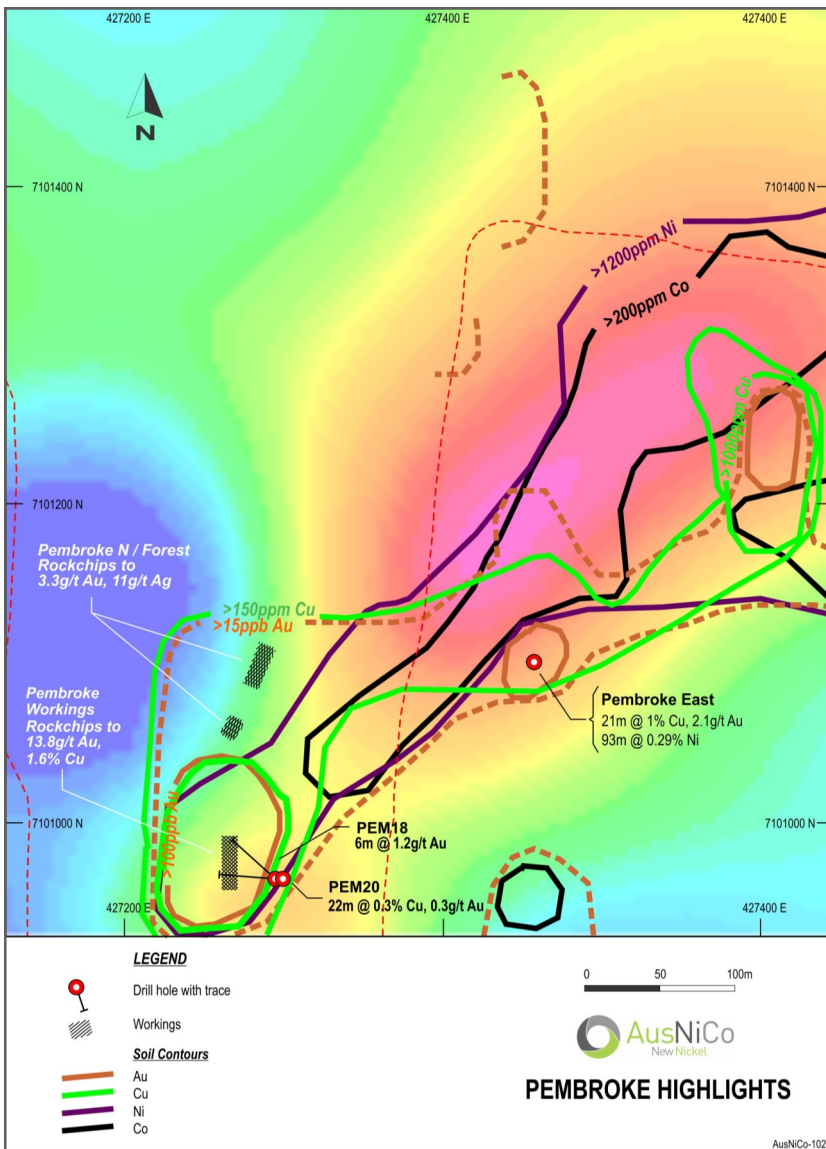 427200 E
427400 E
427400 E
N
7101400 N
7101400 N
>1200ppm Ni
>200ppm Co
>1000ppm Cu
7101200 N
7101200 N
Pembroke N / Forest
Rockchips to
3.3g/t Au, 11g/t Ag
>150ppm Cu
>15ppb Au
Pembroke
Workings
Rockchips to
13.8g/t Au,
1.6% Cu
Pembroke East
21m @ 1% Cu, 2.1g/t Au
93m @ 0.29% Ni
>100ppb Au
7101000 N
7101000 N
PEM18
6m @ 1.2g/t Au
PEM20
22m @ 0.3% Cu, 0.3g/t Au
427200 E
427400 E
LEGEND
Drill hole with trace
Workings
Soil Contours
Au
Cu
Ni
Co
0 50 100m
AusNiCo
New Nickel
PEMBROKE HIGHLIGHTS
AusNiCo-102